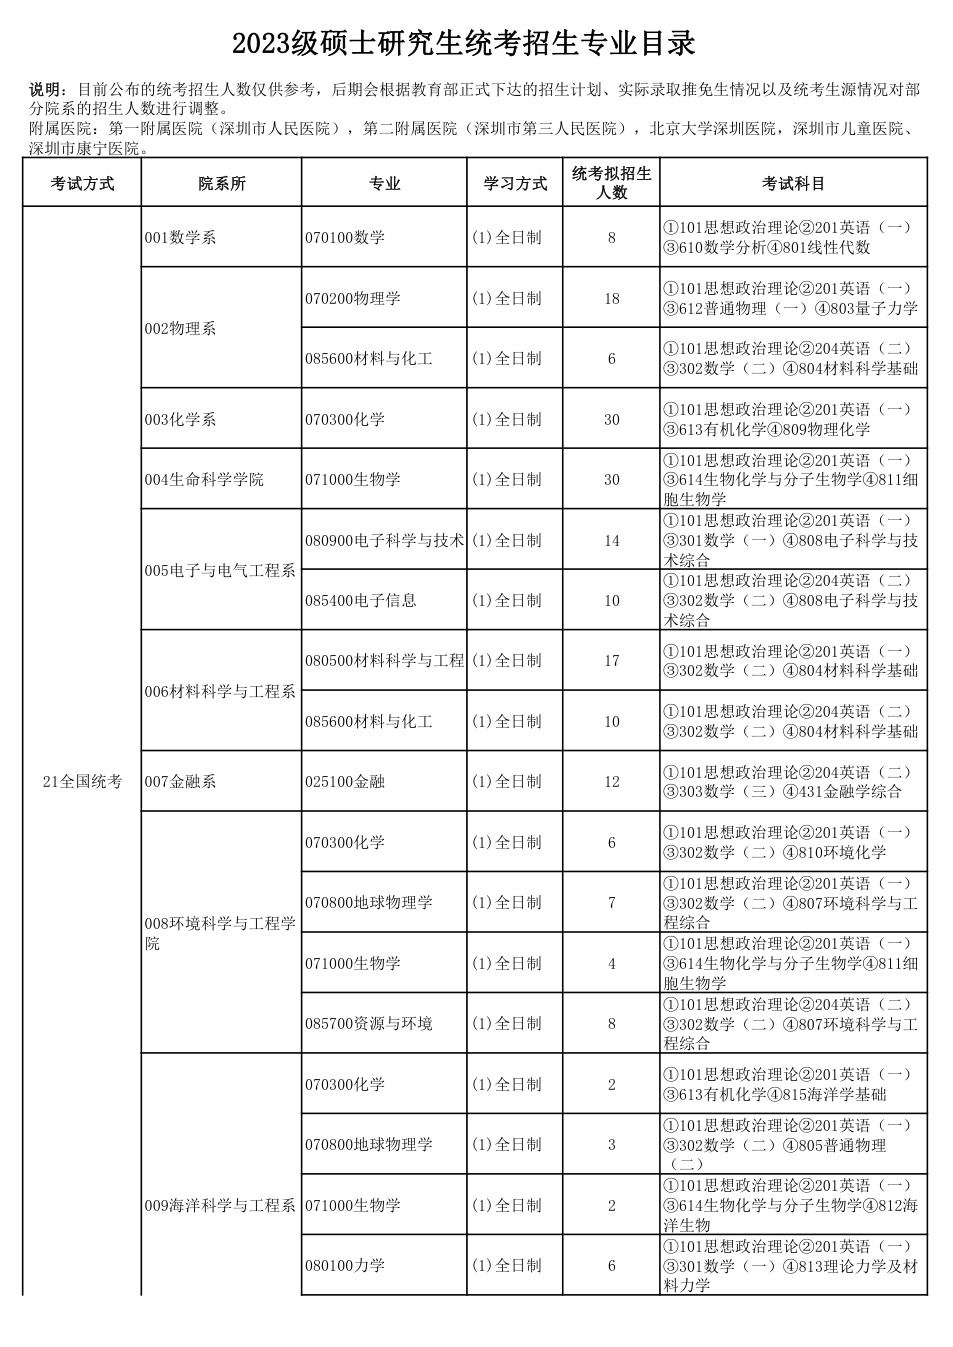 2023级硕士研究生统考招生专业目录
说明：目前公布的统考招生人数仅供参考，后期会根据教育部正式下达的招生计划、实际录取推免生情况以及统考生源情况对部
分院系的招生人数进行调整。
附属医院：第一附属医院（深圳市人民医院），第二附属医院（深圳市第三人民医院），北京大学深圳医院，深圳市儿童医院、
深圳市康宁医院。
考试方式 院系所 专业 学习方式 统考拟招生
人数 考试科目
21全国统考
001数学系 070100数学 (1)全日制 8 ①101思想政治理论②201英语（一）
③610数学分析④801线性代数
002物理系 070200物理学 (1)全日制 18 ①101思想政治理论②201英语（一）
③612普通物理（一）④803量子力学
085600材料与化工 (1)全日制 6 ①101思想政治理论②204英语（二）
③302数学（二）④804材料科学基础
003化学系 070300化学 (1)全日制 30 ①101思想政治理论②201英语（一）
③613有机化学④809物理化学
004生命科学学院 071000生物学 (1)全日制 30 ①101思想政治理论②201英语（一）
③614生物化学与分子生物学④811细
胞生物学
005电子与电气工程系 080900电子科学与技术 (1)全日制 14 ①101思想政治理论②201英语（一）
③301数学（一）④808电子科学与技
术综合
085400电子信息 (1)全日制 10 ①101思想政治理论②204英语（二）
③302数学（二）④808电子科学与技
术综合
006材料科学与工程系 080500材料科学与工程 (1)全日制 17 ①101思想政治理论②201英语（一）
③302数学（二）④804材料科学基础
085600材料与化工 (1)全日制 10 ①101思想政治理论②204英语（二）
③302数学（二）④804材料科学基础
007金融系 025100金融 (1)全日制 12 ①101思想政治理论②204英语（二）
③303数学（三）④431金融学综合
008环境科学与工程学
院
070300化学 (1)全日制 6 ①101思想政治理论②201英语（一）
③302数学（二）④810环境化学
070800地球物理学 (1)全日制 7 ①101思想政治理论②201英语（一）
③302数学（二）④807环境科学与工
程综合
071000生物学 (1)全日制 4 ①101思想政治理论②201英语（一）
③614生物化学与分子生物学④811细
胞生物学
085700资源与环境 (1)全日制 8 ①101思想政治理论②204英语（二）
③302数学（二）④807环境科学与工
程综合
009海洋科学与工程系 070300化学 (1)全日制 2 ①101思想政治理论②201英语（一）
③613有机化学④815海洋学基础
070800地球物理学 (1)全日制 3 ①101思想政治理论②201英语（一）
③302数学（二）④805普通物理
（二）
071000生物学 (1)全日制 2 ①101思想政治理论②201英语（一）
③614生物化学与分子生物学④812海
洋生物
080100力学 (1)全日制 6 ①101思想政治理论②201英语（一）
③301数学（一）④813理论力学及材
料力学